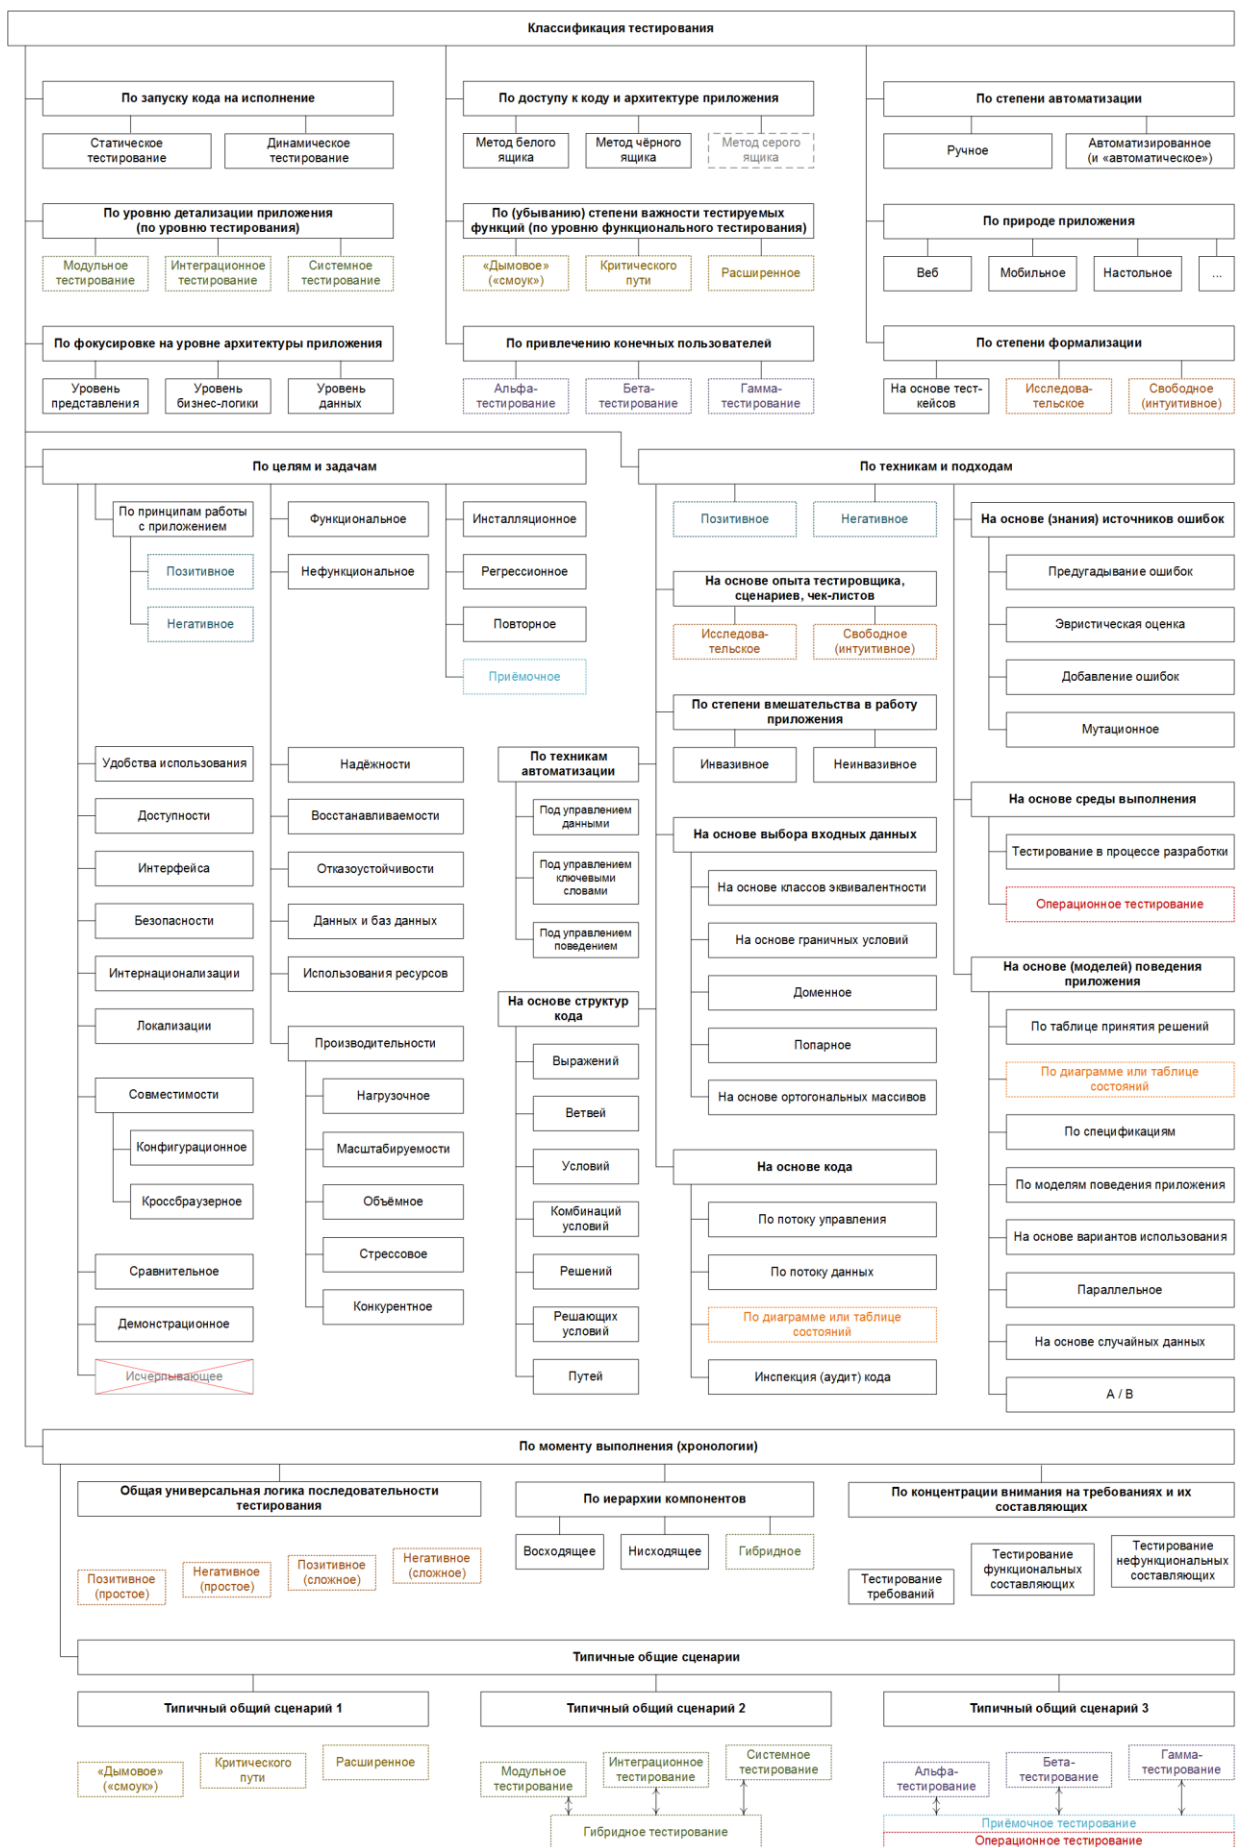 Классификация тестирования
По запуску кода на исполнение
Статическое
тестирование
Динамическое
тестирование
По доступу к коду и архитектуре приложения
Метод белого
ящика
Метод чёрного
ящика
Метод серого
ящика
По степени автоматизации
Ручное
Автоматизированное
(и «автоматическое»)
По уровню детализации приложения
(по уровню тестирования)
Модульное
тестирование
Интеграционное
тестирование
Системное
тестирование
По (убыванию) степени важности тестируемых
функций (по уровню функционального тестирования)
«Дымовое»
(«смоук»)
Критического
пути
Расширенное
По природе приложения
Веб
Мобильное
Настольное
...
По фокусировке на уровне архитектуры приложения
Уровень
представления
Уровень
бизнес-логики
Уровень
данных
По привлечению конечных пользователей
Альфа-
тестирование
Бета-
тестирование
Гамма-
тестирование
По степени формализации
На основе тест-
кейсов
Исследова-
тельское
Свободное
(интуитивное)
По целям и задачам
По принципам работы
с приложением
Позитивное
Негативное
Функциональное
Нефункциональное
Инсталляционное
Регрессионное
Повторное
Приёмочное
Удобства использования
Доступности
Интерфейса
Безопасности
Интернационализации
Локализации
Совместимости
Конфигурационное
Кроссбраузерное
Сравнительное
Демонстрационное
Исчерпывающее
Надёжности
Восстанавливаемости
Отказоустойчивости
Данных и баз данных
Использования ресурсов
Производительности
Нагрузочное
Масштабируемости
Объёмное
Стрессовое
Конкурентное
По техникам и подходам
Позитивное
Негативное
На основе опыта тестировщика,
сценариев, чек-листов
Исследова-
тельское
Свободное
(интуитивное)
По степени вмешательства в работу
приложения
Инвазивное
Неинвазивное
По техникам
автоматизации
Под управлением
данными
Под управлением
ключевыми
словами
Под управлением
поведением
На основе структур
кода
Выражений
Ветвей
Условий
Комбинаций
условий
Решений
Решающих
условий
Путей
На основе выбора входных данных
На основе классов эквивалентности
На основе граничных условий
Доменное
Попарное
На основе ортогональных массивов
На основе кода
По потоку управления
По потоку данных
По диаграмме или таблице
состояний
Инспекция (аудит) кода
На основе (знания) источников ошибок
Предугадывание ошибок
Эвристическая оценка
Добавление ошибок
Мутационное
На основе среды выполнения
Тестирование в процессе разработки
Операционное тестирование
На основе (моделей) поведения
приложения
По таблице принятия решений
По диаграмме или таблице
состояний
По спецификациям
По моделям поведения приложения
На основе вариантов использования
Параллельное
На основе случайных данных
A / B
По моменту выполнения (хронологии)
Общая универсальная логика последовательности
тестирования
Позитивное
(простое)
Негативное
(простое)
Позитивное
(сложное)
Негативное
(сложное)
По иерархии компонентов
Восходящее
Нисходящее
Гибридное
По концентрации внимания на требованиях и их
составляющих
Тестирование
требований
Тестирование
функциональных
составляющих
Тестирование
нефункциональных
составляющих
Типичные общие сценарии
Типичный общий сценарий 1
«Дымовое»
(«смоук»)
Критического
пути
Расширенное
Типичный общий сценарий 2
Модульное
тестирование
Интеграционное
тестирование
Системное
тестирование
Гибридное тестирование
Типичный общий сценарий 3
Альфа-
тестирование
Бета-
тестирование
Гамма-
тестирование
Приёмочное тестирование
Операционное тестирование